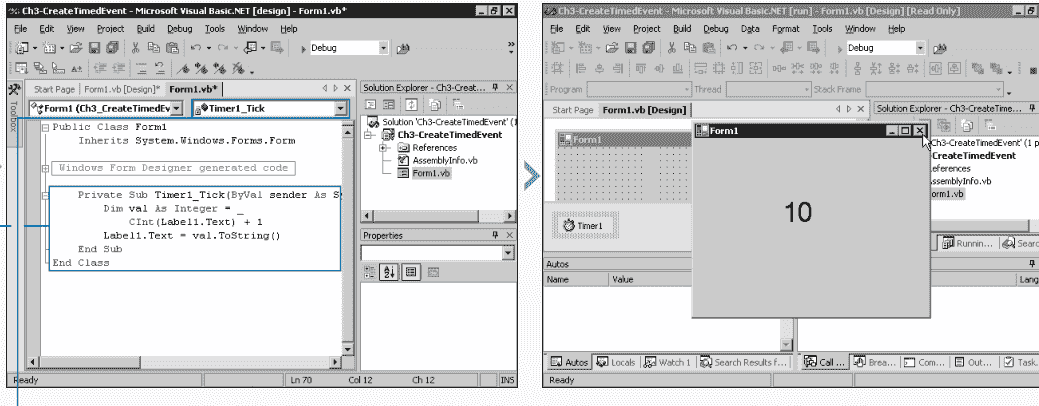 Ch3-CreateTimedEvent - Microsoft Visual Basic.NET [design] - Form1.vb*
File Edit View Project Build Debug Tools Window Help
Debug
Start Page Form1.vb [Design]* Form1.vb*
Toolbox
Form1 (Ch3_CreateTimedEv Timer1_Tick
Public Class Form1
Inherits System.Windows.Forms.Form
Windows Form Designer generated code
Private Sub Timer1_Tick(ByVal sender As S
Dim val As Integer = _
CInt(Label1.Text) + 1
Label1.Text = val.ToString()
End Sub
End Class
Solution Explorer - Ch3-Creat...
Solution 'Ch3-CreateTimedEvent' (
Ch3-CreateTimedEvent
References
AssemblyInfo.vb
Form1.vb
Properties
Ready Ln 70 Col 12 Ch 12 INS
Ch3-CreateTimedEvent - Microsoft Visual Basic.NET [run] - Form1.vb [Design] [Read Only]
File Edit View Project Build Debug Data Format Tools Window Help
Debug
Program Thread Stack Frame
Start Page Form1.vb [Design]
Form1
Timer1
Form1
10
Solution Explorer - Ch3-CreateTime...
Ch3-CreateTimedEvent' (1 p
CreateTimedEvent
eferences
ssemblyInfo.vb
orm1.vb
Runnin... Searc
Autos
Name Value
Lang
Autos Locals Watch 1 Search Results f...
Call ... Brea... Com... Out... Task
Ready